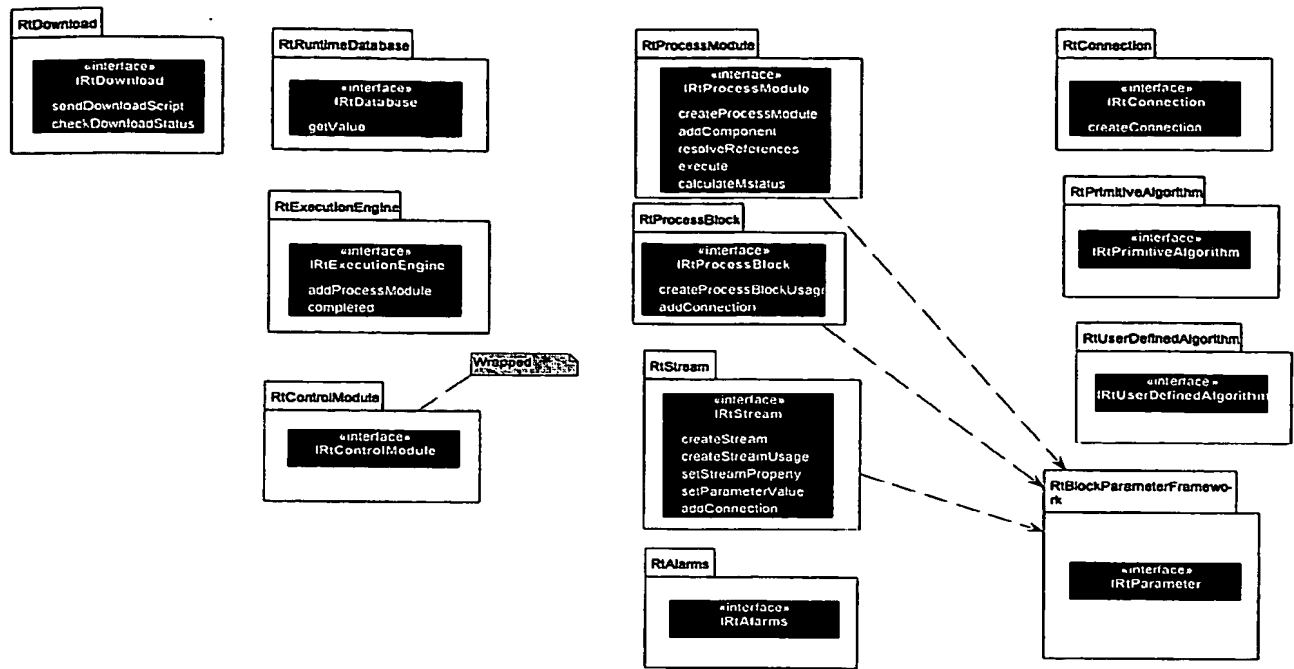 RtDownload
«interface»
IRtDownload
sendDownloadScript
checkDownloadStatus
RtRuntimeDatabase
«interface»
IRtDatabase
getValue
RtExecutionEngine
«interface»
IRtExecutionEngine
addProcessModule
completed
Wrapped
RtControlModule
«interface»
IRtControlModule
RtProcessModule
«interface»
IRtProcessModule
createProcessModule
addComponent
resolveReferences
execute
calculateMstatus
RtProcessBlock
«interface»
IRtProcessBlock
createProcessBlockUsage
addConnection
RtStream
«interface»
IRtStream
createStream
createStreamUsage
setStreamProperty
setParameterValue
addConnection
RtAlarms
«interface»
IRtAlarms
RtConnection
«interface»
IRtConnection
createConnection
RtPrimitiveAlgorithm
«interface»
IRtPrimitiveAlgorithm
RtUserDefinedAlgorithm
«interface»
IRtUserDefinedAlgorithm
RtBlockParameterFramewo-
rk
«interface»
IRtParameter